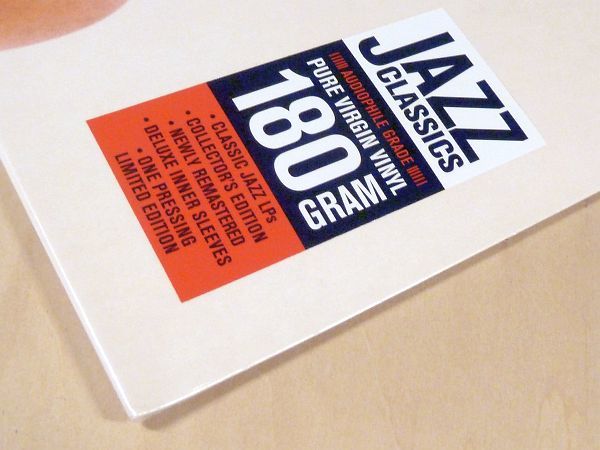 JAZZ
CLASSICS
||||| AUDIOPHILE GRADE |||||
PURE VIRGIN VINYL
180
GRAM
• CLASSIC JAZZ LPs
• COLLECTOR'S EDITION
• NEWLY REMASTERED
• DELUXE INNER SLEEVES
• ONE PRESSING
LIMITED EDITION